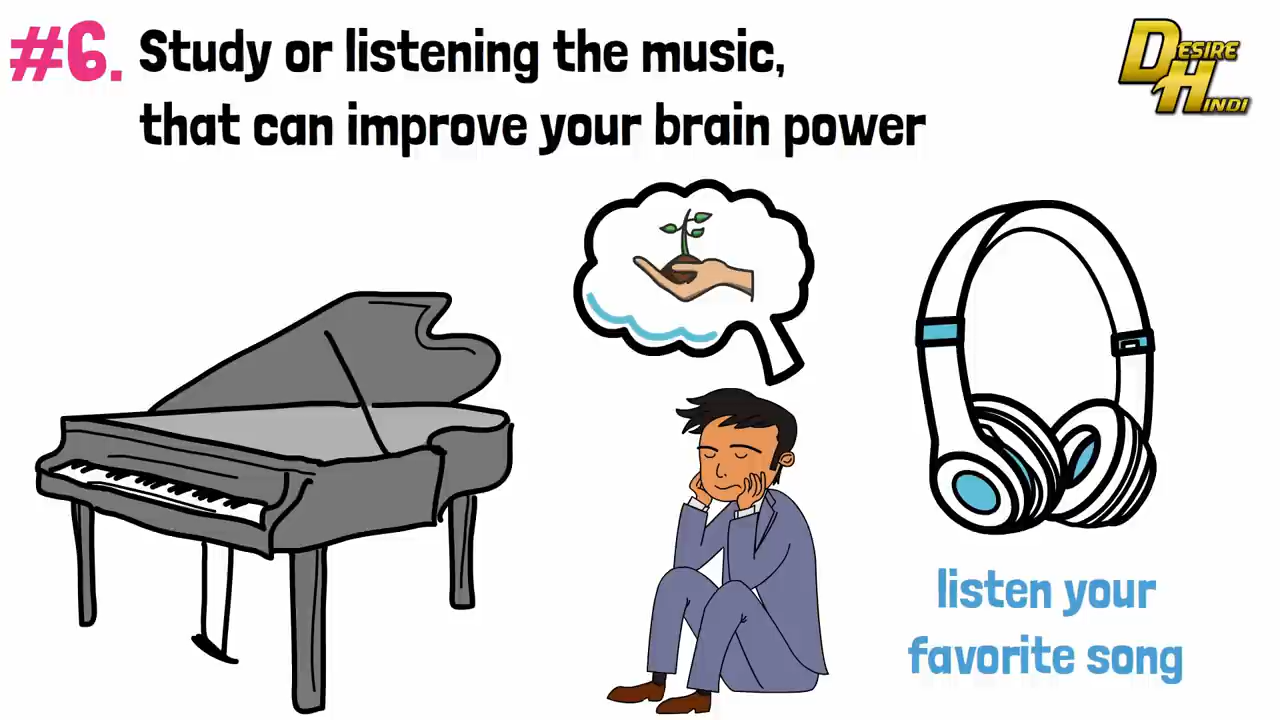 #6. Study or listening the music,
that can improve your brain power
DESIRE
HINDI
listen your
favorite song